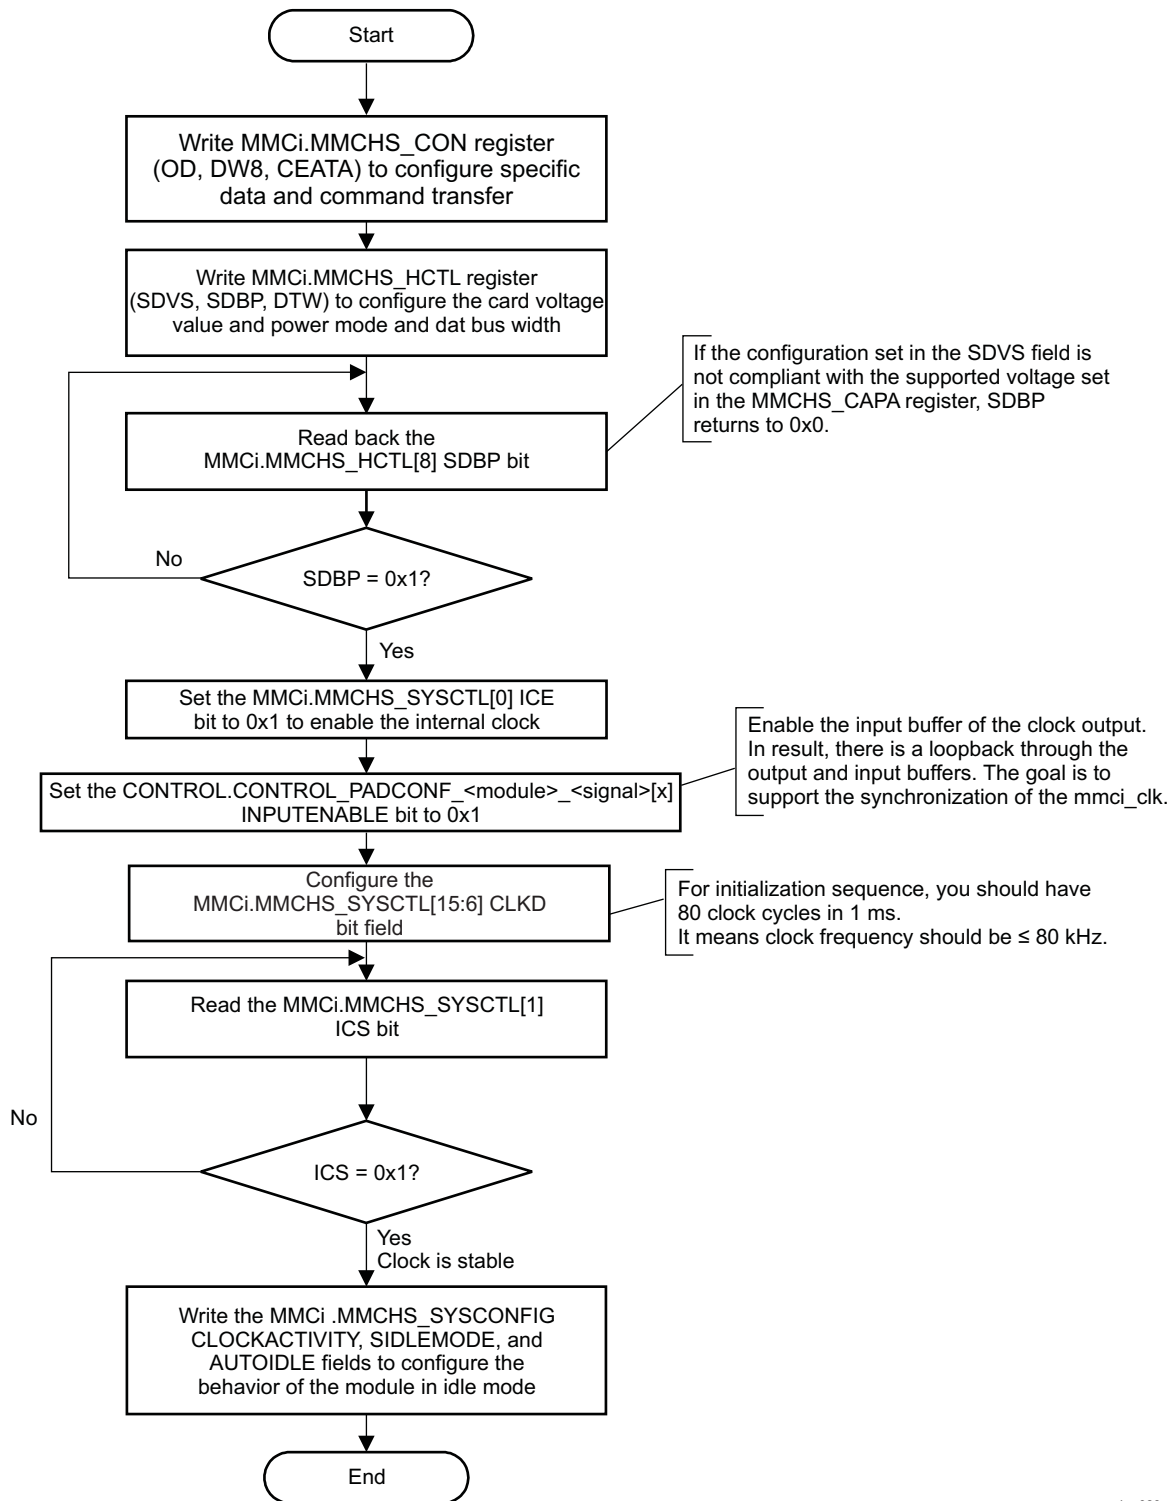 Start
Write MMCi.MMCHS_CON register
(OD, DW8, CEATA) to configure specific
data and command transfer
Write MMCi.MMCHS_HCTL register
(SDVS, SDBP, DTW) to configure the card voltage
value and power mode and dat bus width
If the configuration set in the SDVS field is
not compliant with the supported voltage set
in the MMCHS_CAPA register, SDBP
returns to 0x0.
Read back the
MMCi.MMCHS_HCTL[8] SDBP bit
No
SDBP = 0x1?
Yes
Set the MMCi.MMCHS_SYSCTL[0] ICE
bit to 0x1 to enable the internal clock
Enable the input buffer of the clock output.
In result, there is a loopback through the
output and input buffers. The goal is to
support the synchronization of the mmci_clk.
Set the CONTROL.CONTROL_PADCONF_<module>_<signal>[x]
INPUTENABLE bit to 0x1
Configure the
MMCi.MMCHS_SYSCTL[15:6] CLKD
bit field
For initialization sequence, you should have
80 clock cycles in 1 ms.
It means clock frequency should be ≤ 80 kHz.
Read the MMCi.MMCHS_SYSCTL[1]
ICS bit
No
ICS = 0x1?
Yes
Clock is stable
Write the MMCi .MMCHS_SYSCONFIG
CLOCKACTIVITY, SIDLEMODE, and
AUTOIDLE fields to configure the
behavior of the module in idle mode
End